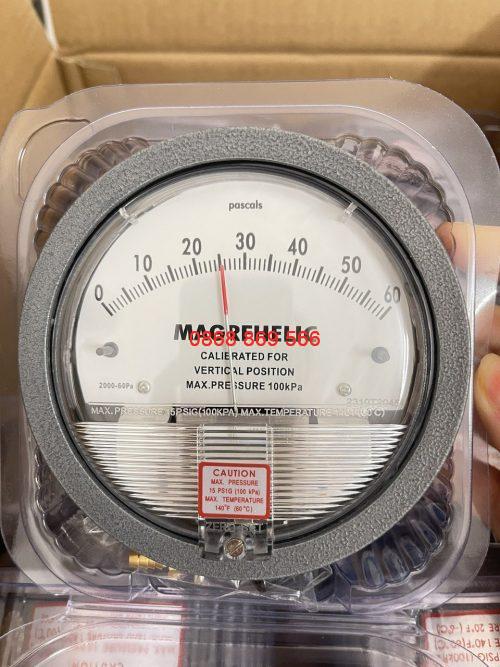 pascals
0 10 20 30 40 50 60
MAGREHELIC
0868 869 566
CALIBRATED FOR
VERTICAL POSITION
MAX.PRESSURE 100kPa
2000-60Pa
MAX.PRESSURE 15PSIG(100KPA) MAX.TEMPERATURE
CAUTION
MAX. PRESSURE
15 PSIG (100 kPa)
MAX. TEMPERATURE
140°F (60°C)